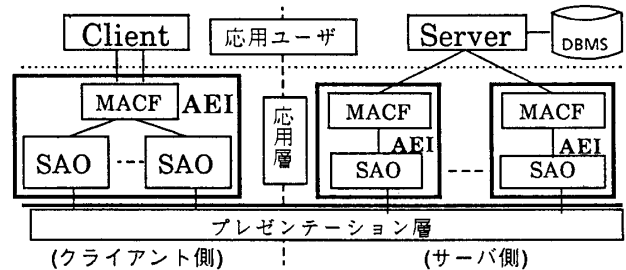 Client
応用ユーザ
Server
DBMS
MACF
AEI
SAO
SAO
応用層
MACF
AEI
SAO
MACF
AEI
SAO
プレゼンテーション層
(クライアント側)
(サーバ側)